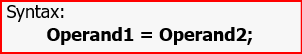 Syntax:
Operand1 = Operand2;